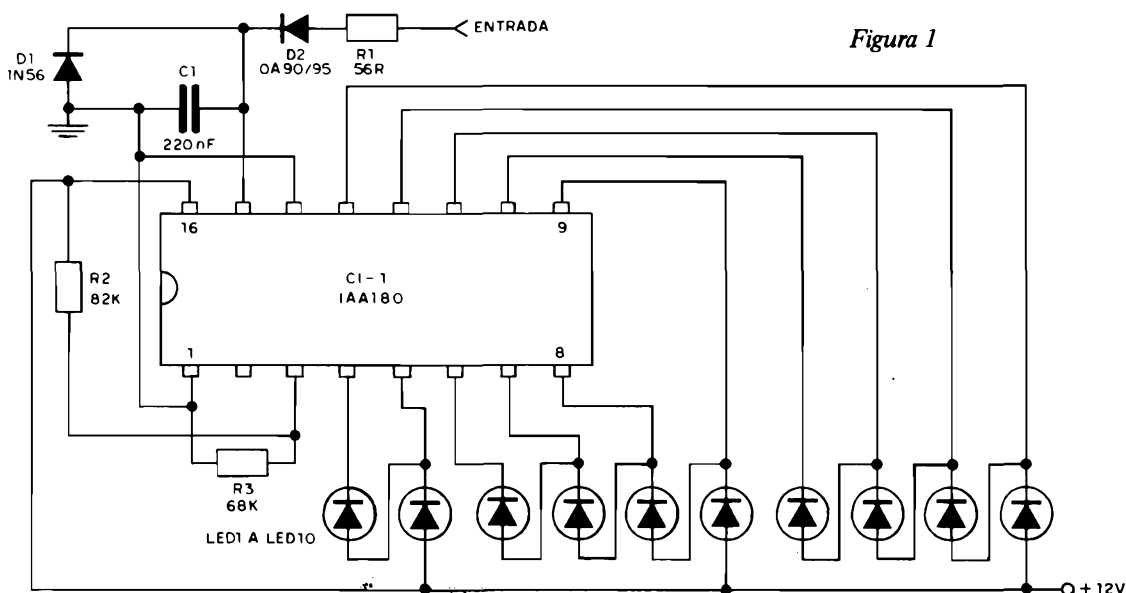 Figura 1
ENTRADA
D1
1N56
D2
OA90/95
R1
56R
C1
220nF
16
9
R2
82K
CI-1
IAA180
1
8
R3
68K
LED1 A LED10
+12V